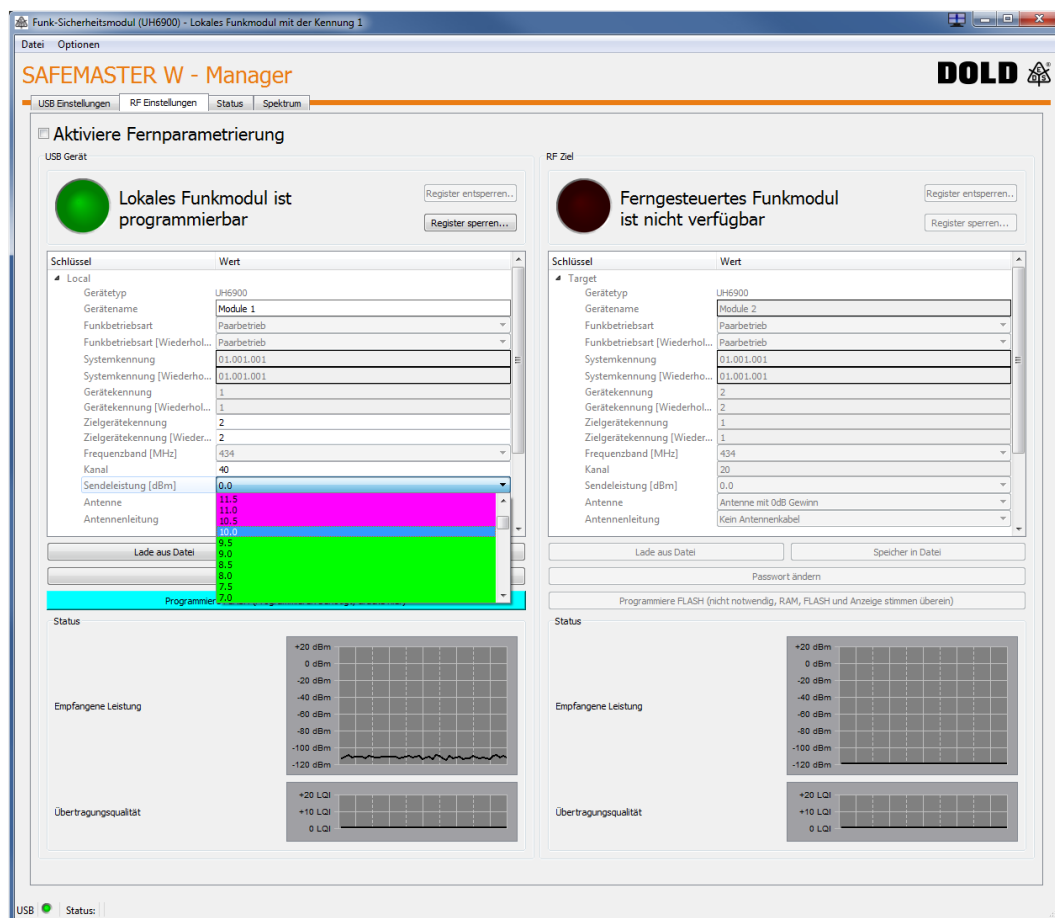 Funk-Sicherheitsmodul (UH6900) - Lokales Funkmodul mit der Kennung 1
Datei Optionen
SAFEMASTER W - Manager
DOLD
USB Einstellungen RF Einstellungen Status Spektrum
Aktiviere Fernparametrierung
USB Gerät
Lokales Funkmodul ist
programmierbar
Register entsperren..
Register sperren...
Schlüssel Wert
Local
Gerätetyp UH6900
Gerätename Module 1
Funkbetriebsart Paarbetrieb
Funkbetriebsart [Wiederhol... Paarbetrieb
Systemkennung 01.001.001
Systemkennung [Wiederho... 01.001.001
Gerätekennung 1
Gerätekennung [Wiederhol... 1
Zielgerätekennung 2
Zielgerätekennung [Wieder... 2
Frequenzband [MHz] 434
Kanal 40
Sendeleistung [dBm] 0.0
Antenne
Antennenleitung
11.5
11.0
10.5
10.0
9.5
9.0
8.5
8.0
7.5
7.0
Lade aus Datei
Status
Empfangene Leistung
+20 dBm
0 dBm
-20 dBm
-40 dBm
-60 dBm
-80 dBm
-100 dBm
-120 dBm
Übertragungsqualität
+20 LQI
+10 LQI
0 LQI
RF Ziel
Ferngesteuertes Funkmodul
ist nicht verfügbar
Register entsperren..
Register sperren...
Schlüssel Wert
Target
Gerätetyp UH6900
Gerätename Module 2
Funkbetriebsart Paarbetrieb
Funkbetriebsart [Wiederhol... Paarbetrieb
Systemkennung 01.001.001
Systemkennung [Wiederho... 01.001.001
Gerätekennung 2
Gerätekennung [Wiederhol... 2
Zielgerätekennung 1
Zielgerätekennung [Wieder... 1
Frequenzband [MHz] 434
Kanal 20
Sendeleistung [dBm] 0.0
Antenne Antenne mit 0dB Gewinn
Antennenleitung Kein Antennenkabel
Lade aus Datei Speicher in Datei
Passwort ändern
Programmiere FLASH (nicht notwendig, RAM, FLASH und Anzeige stimmen überein)
Status
Empfangene Leistung
+20 dBm
0 dBm
-20 dBm
-40 dBm
-60 dBm
-80 dBm
-100 dBm
-120 dBm
Übertragungsqualität
+20 LQI
+10 LQI
0 LQI
USB Status: